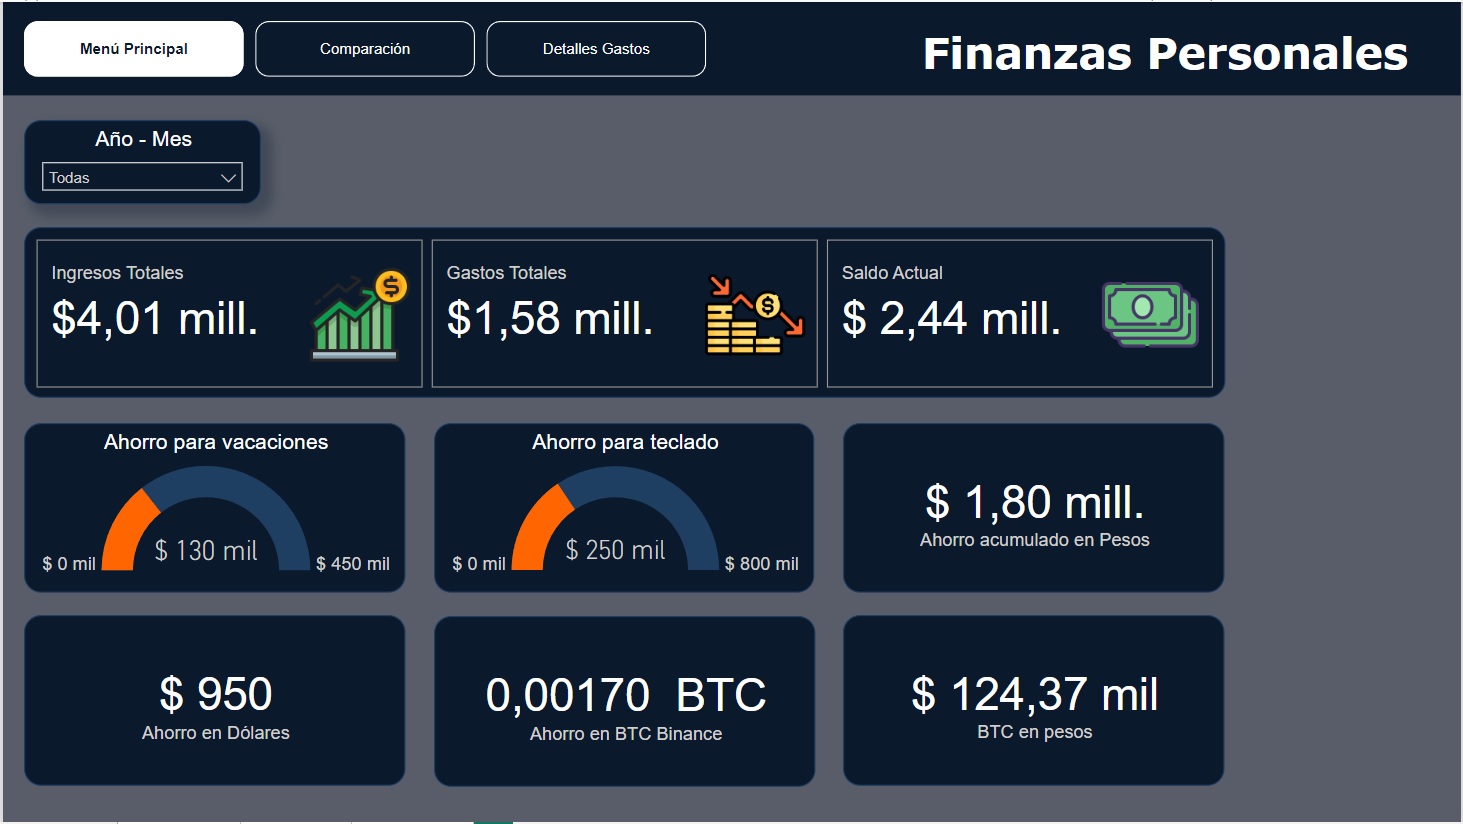 Menú Principal
Comparación
Detalles Gastos
Finanzas Personales
Año - Mes
Todas
Ingresos Totales
$4,01 mill.
Gastos Totales
$1,58 mill.
Saldo Actual
$ 2,44 mill.
Ahorro para vacaciones
$ 130 mil
$ 0 mil
$ 450 mil
Ahorro para teclado
$ 250 mil
$ 0 mil
$ 800 mil
$ 1,80 mill.
Ahorro acumulado en Pesos
$ 950
Ahorro en Dólares
0,00170 BTC
Ahorro en BTC Binance
$ 124,37 mil
BTC en pesos